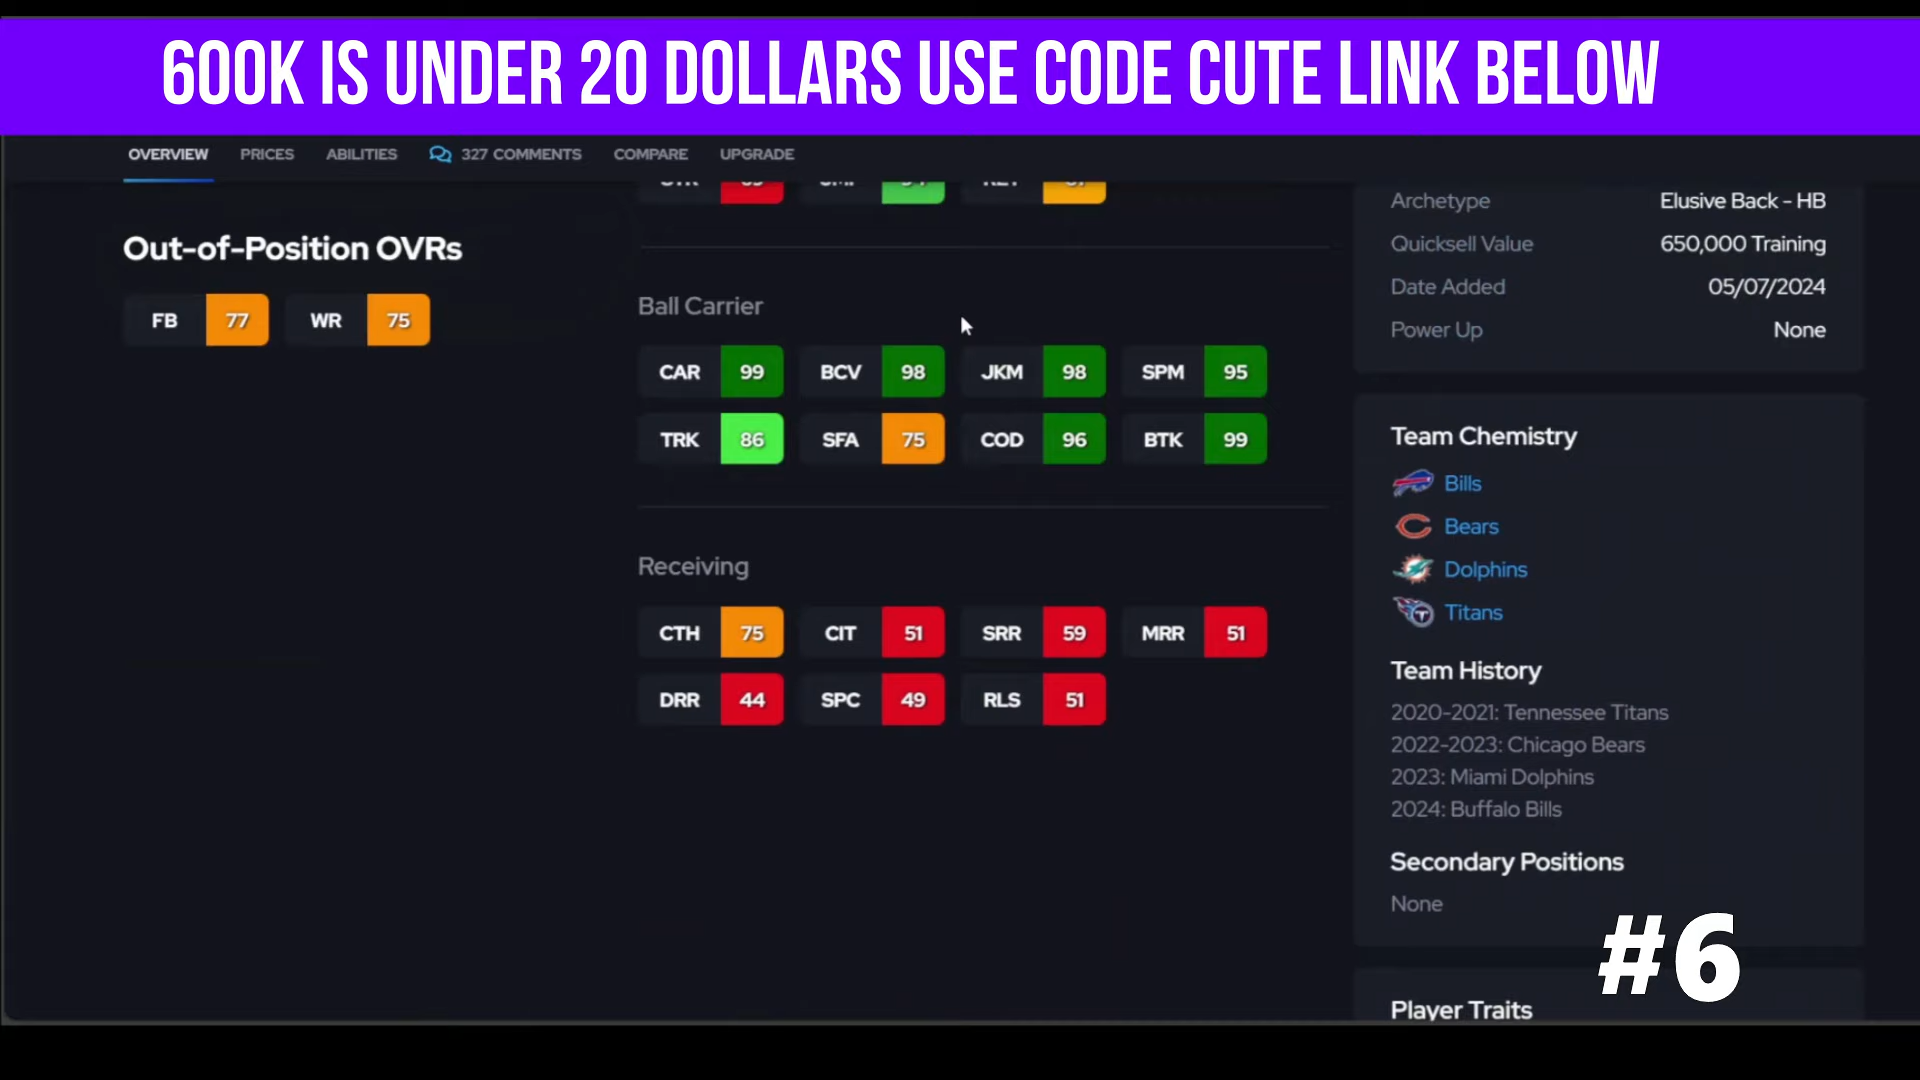 600K IS UNDER 20 DOLLARS USE CODE CUTE LINK BELOW
OVERVIEW PRICES ABILITIES 327 COMMENTS COMPARE UPGRADE
Out-of-Position OVRs
FB 77 WR 75
Ball Carrier
CAR 99 BCV 98 JKM 98 SPM 95
TRK 86 SFA 75 COD 96 BTK 99
Receiving
CTH 75 CIT 51 SRR 59 MRR 51
DRR 44 SPC 49 RLS 51
Archetype Elusive Back - HB
Quicksell Value 650,000 Training
Date Added 05/07/2024
Power Up None
Team Chemistry
Bills
Bears
Dolphins
Titans
Team History
2020-2021: Tennessee Titans
2022-2023: Chicago Bears
2023: Miami Dolphins
2024: Buffalo Bills
Secondary Positions
None
#6
Player Traits